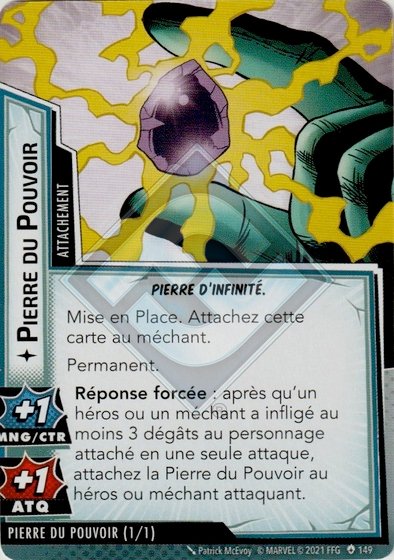 PIERRE DU POUVOIR
ATTACHEMENT
PIERRE D'INFINITÉ.
Mise en Place. Attachez cette
carte au méchant.
Permanent.
Réponse forcée : après qu'un
héros ou un méchant a infligé au
moins 3 dégâts au personnage
attaché en une seule attaque,
attachez la Pierre du Pouvoir au
héros ou méchant attaquant.
+1
MNG/CTR
+1
ATQ
PIERRE DU POUVOIR (1/1)
Patrick McEvoy © MARVEL © 2021 FFG 149